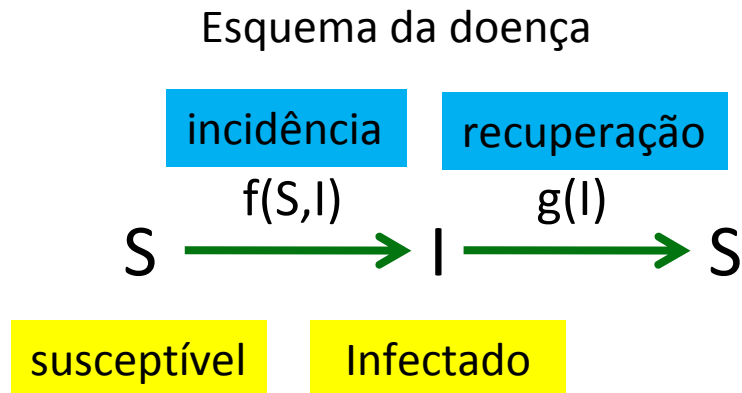 Esquema da doença
incidência recuperação
f(S,I) g(I)
S I S
susceptível Infectado